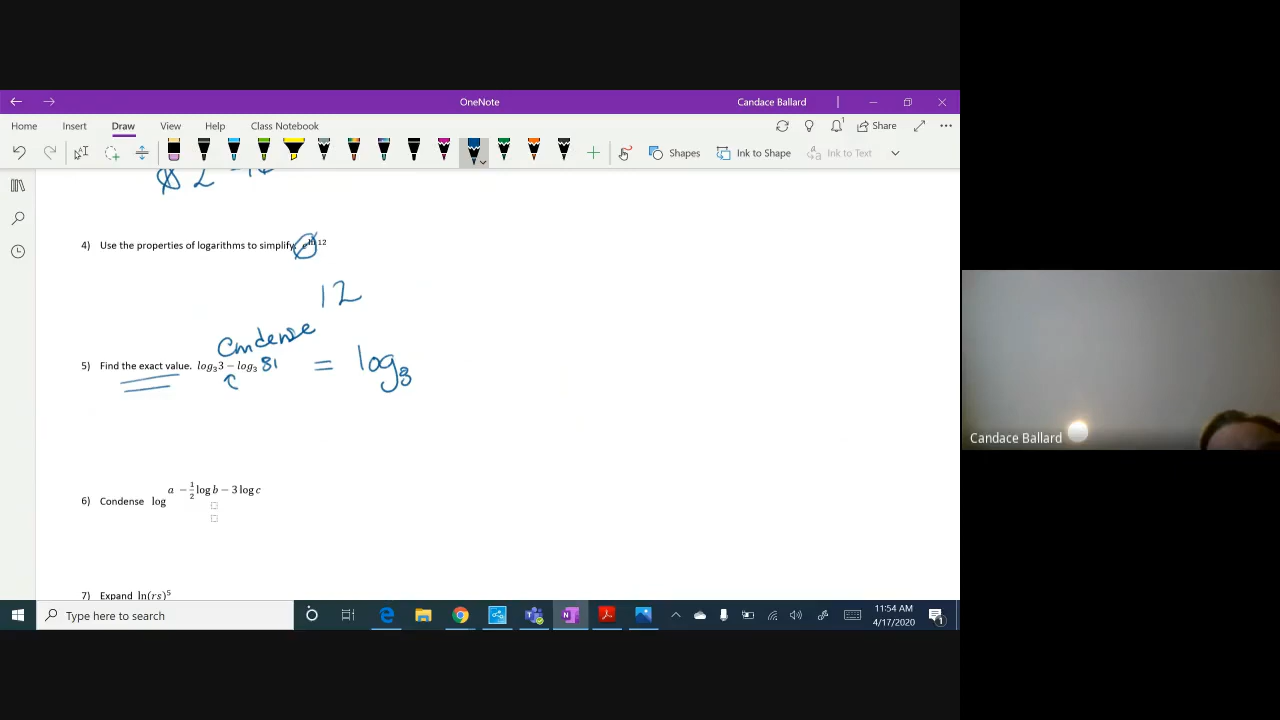 OneNote
Candace Ballard
Home Insert Draw View Help Class Notebook
Share
Shapes Ink to Shape Ink to Text
4) Use the properties of logarithms to simplify. e^ln 12
12
Condense
5) Find the exact value. log₃3 − log₃ 81 = log₃
6) Condense log a − ½ log b − 3 log c
7) Expand ln(rs)⁵
Candace Ballard
Type here to search
11:54 AM
4/17/2020